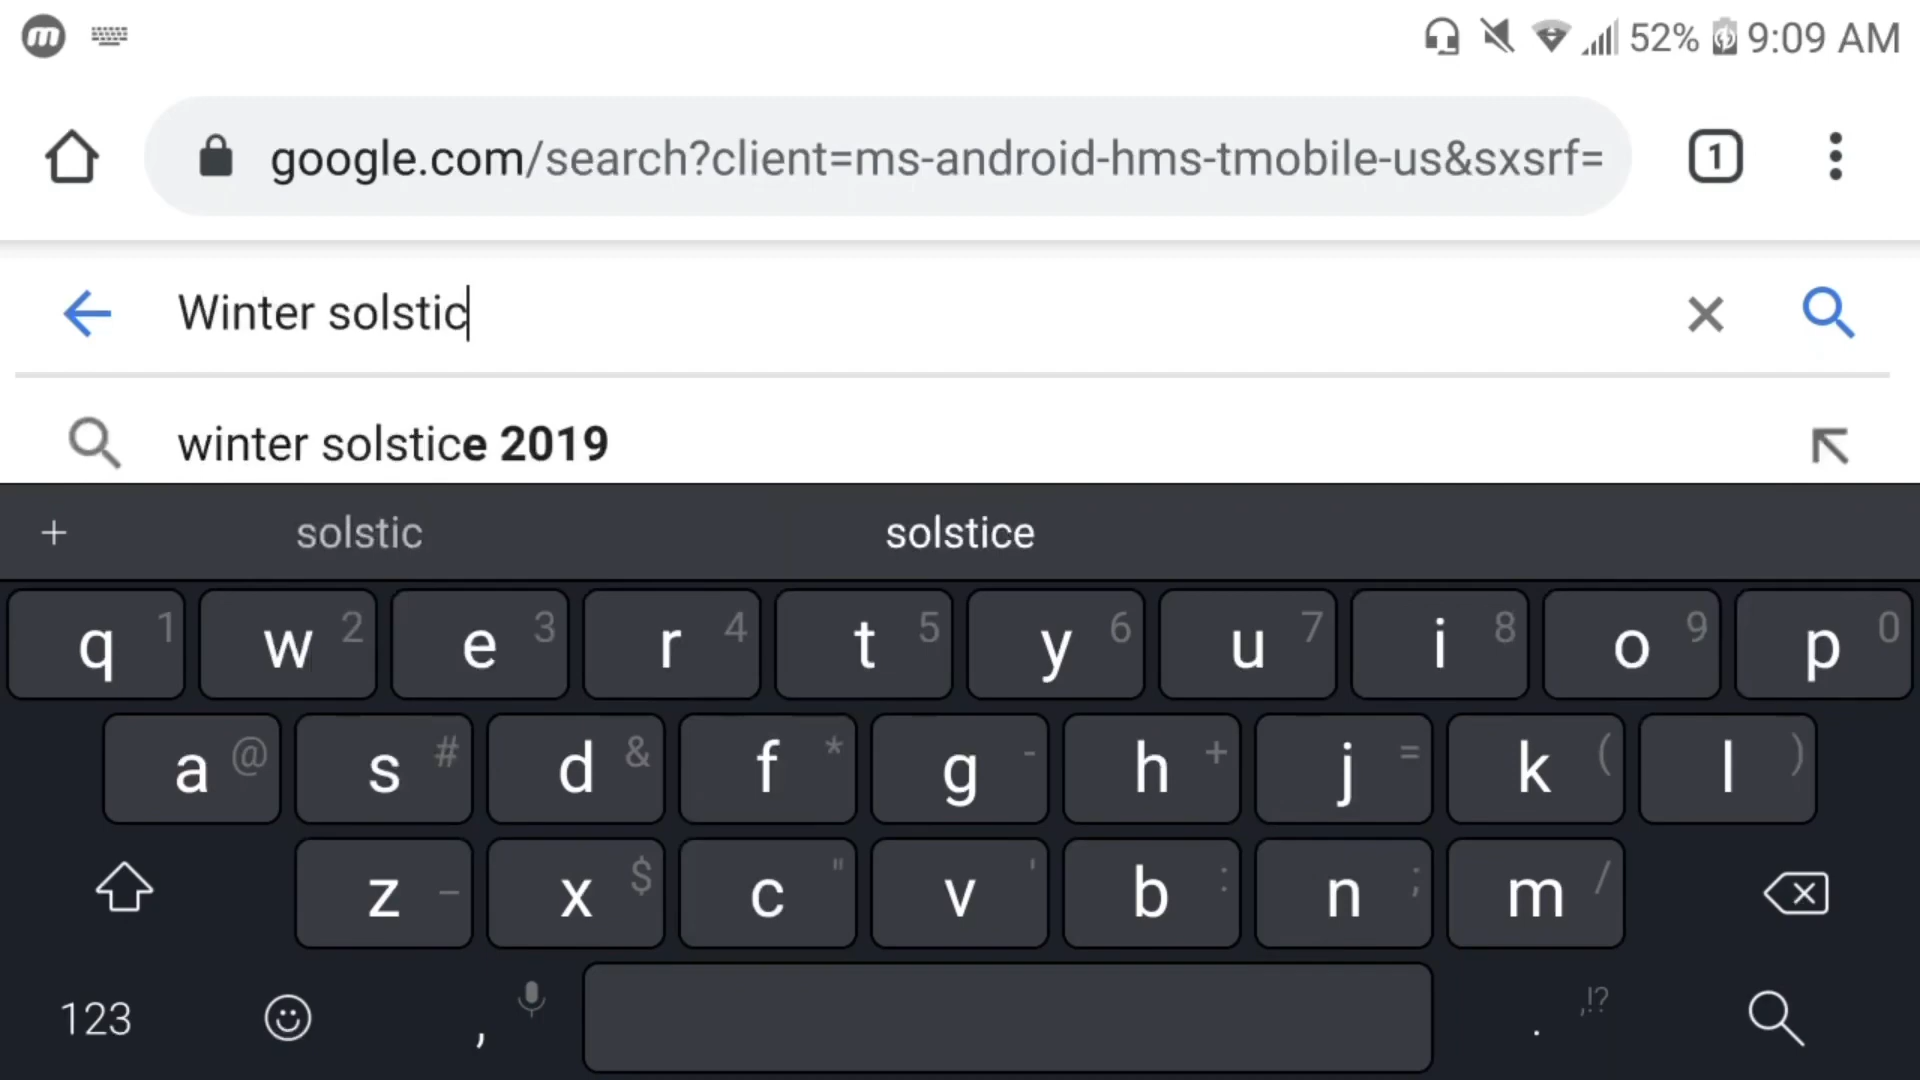 m 52% 9:09 AM
google.com/search?client=ms-android-hms-tmobile-us&sxsrf= 1
Winter solstic
winter solstice 2019
+ solstic solstice
q 1 w 2 e 3 r 4 t 5 y 6 u 7 i 8 o 9 p 0
a @ s # d & f * g - h + j = k ( l )
z _ x $ c " v ' b : n ; m /
123 , . ,!?